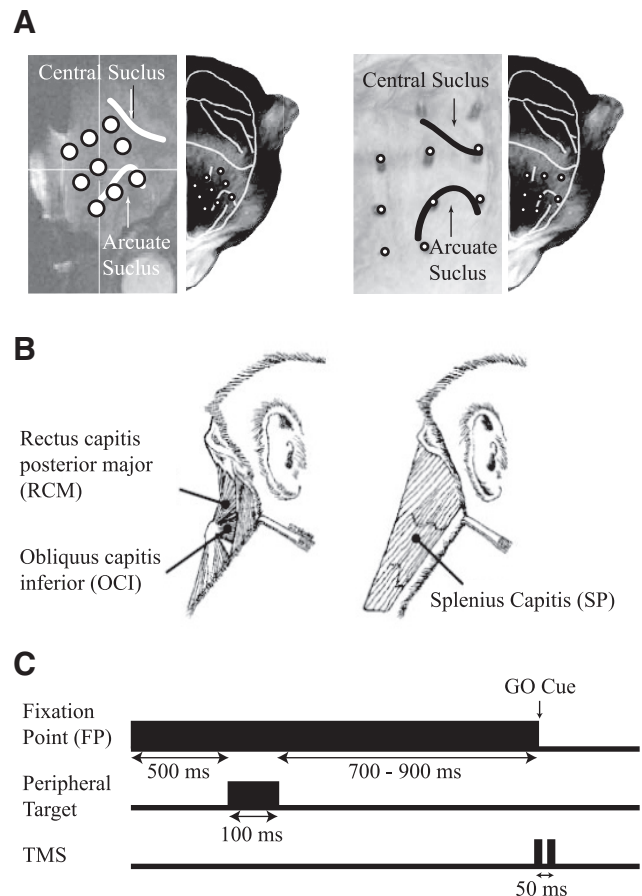 A
Central Suclus
Arcuate
Suclus
Central Suclus
Arcuate
Suclus
B
Rectus capitis
posterior major
(RCM)
Obliquus capitis
inferior (OCI)
Splenius Capitis (SP)
C
GO Cue
Fixation
Point (FP)
500 ms
700 - 900 ms
Peripheral
Target
100 ms
TMS
50 ms